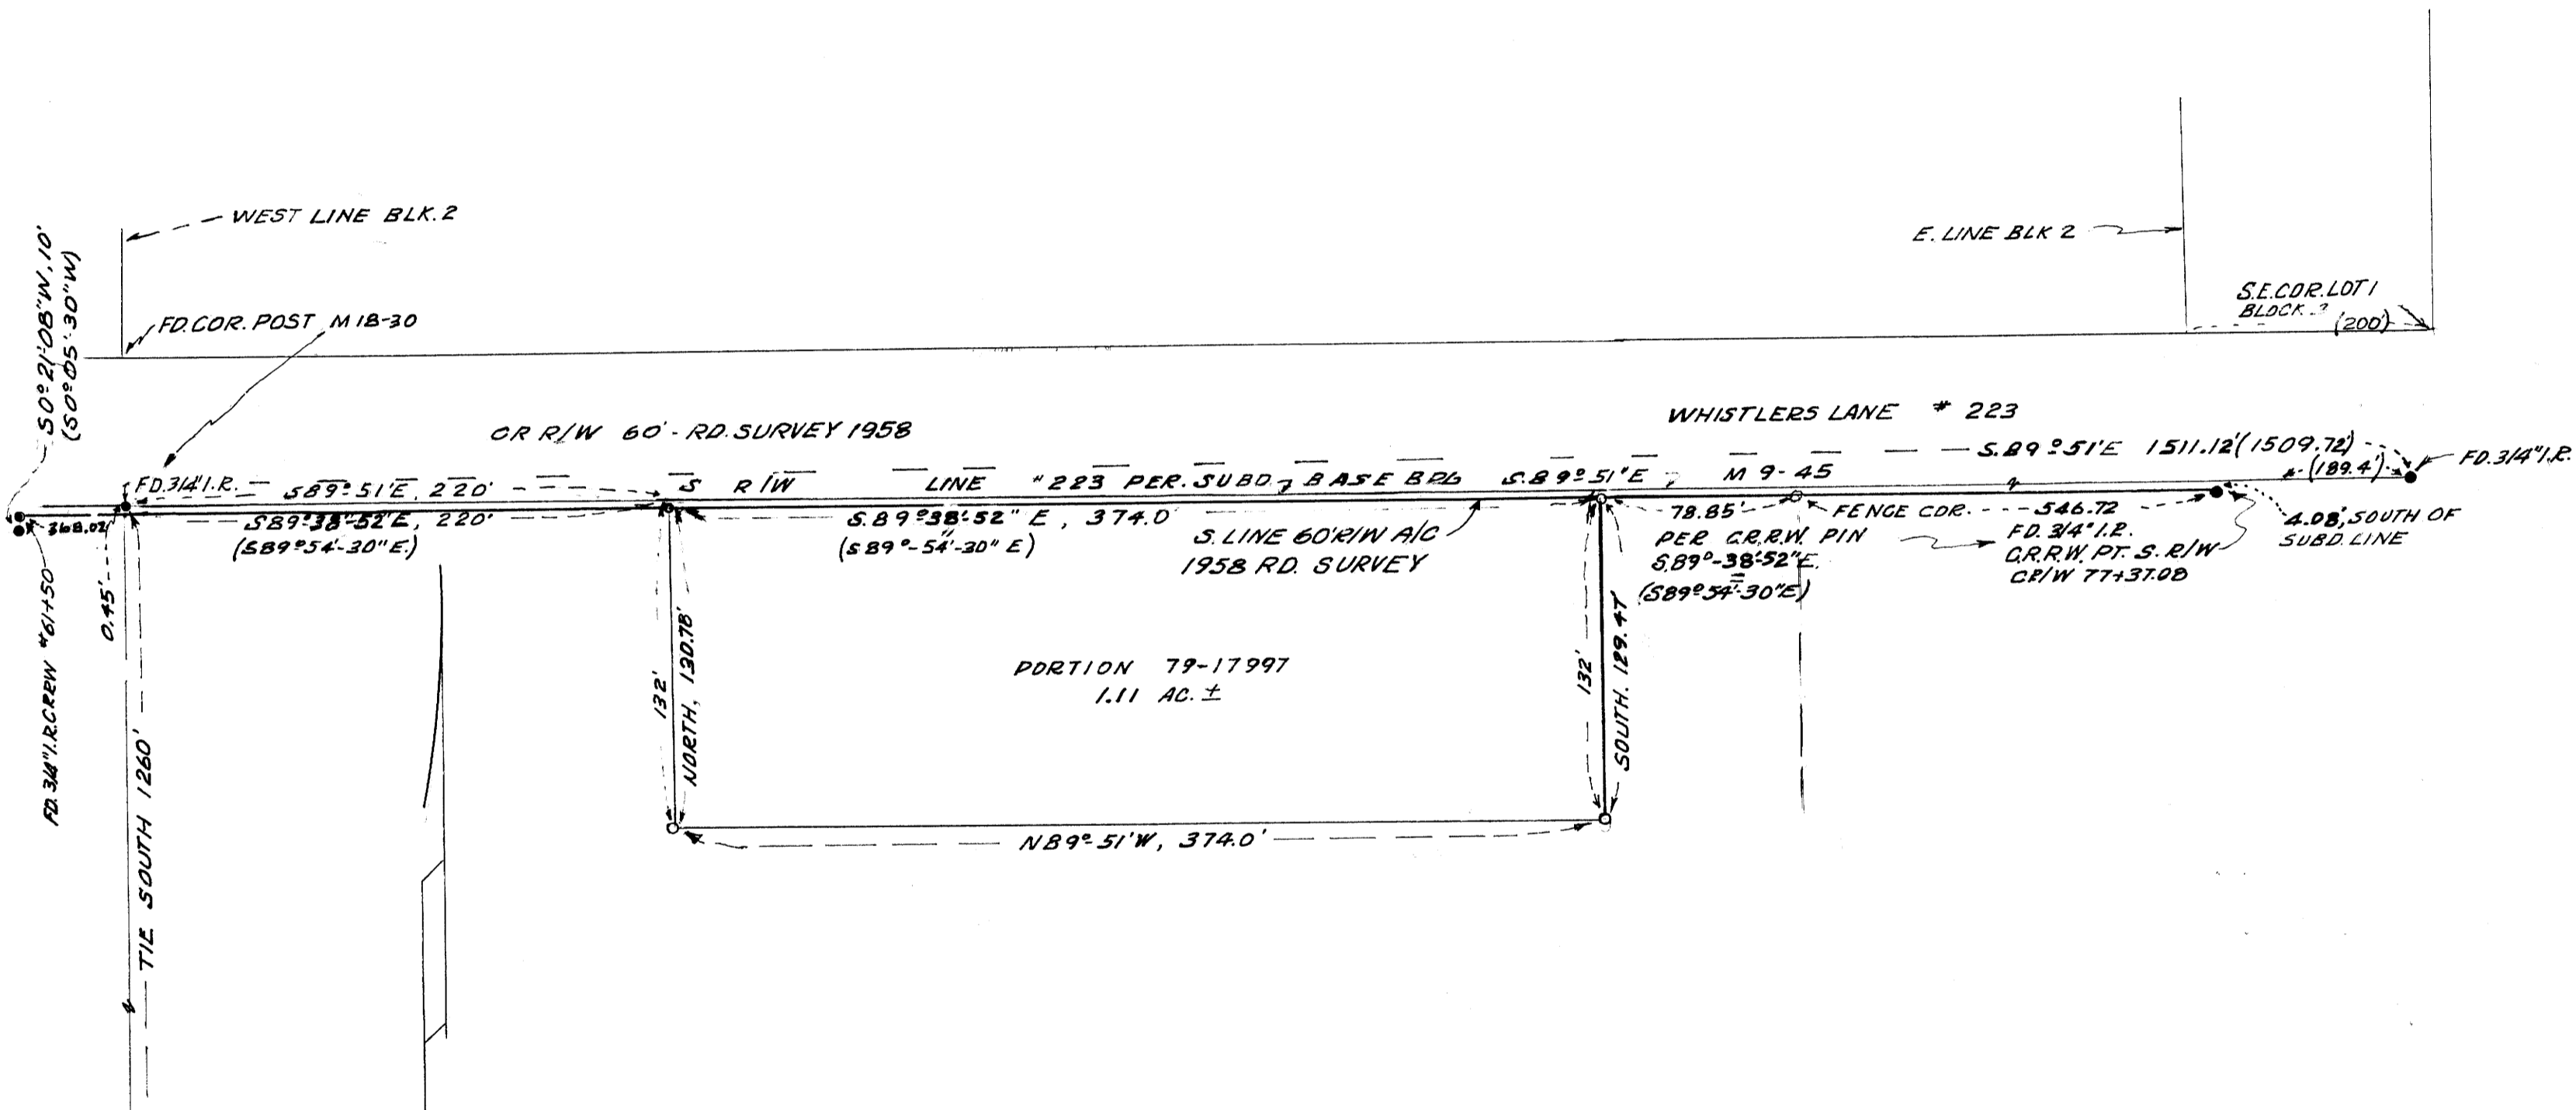 WEST LINE BLK. 2
E. LINE BLK 2
S.E. COR. LOT 1
BLOCK
(200')
S0°21'-08"W, 10'
(S0°05'-30"W)
FD. COR. POST M18-30
WHISTLERS LANE # 223
CR R/W 60' - RD. SURVEY 1958
S.89°51'E 1511.12'(1509.72')
(189.4')
FD. 3/4" I.R.
FD. 3/4" I.R.
S89°51'E, 220'
S R/W LINE #223 PER. SUBD. BASE BRG S.89°51'E, M 9-45
368.02'
S89°38'-52"E, 220'
(S89°54'-30"E.)
S.89°38'-52" E, 374.0'
(S89°-54'-30" E)
S. LINE 60'R/W A/C
1958 RD. SURVEY
78.85'
FENCE COR.
546.72
PER C.R.R.W. PIN
S.89°-38'-52"E.
(S89°54'-30"E)
FD. 3/4" I.R.
C.R.R.W. PT. S. R/W
CR/W 77+37.08
4.08' SOUTH OF
SUBD. LINE
FD. 3/4" I.R.CRRW #61+50
0.45'
TIE SOUTH 1260'
132'
NORTH, 130.78'
PORTION 79-17997
1.11 AC. ±
132'
SOUTH. 129.47'
N89°-51'W, 374.0'